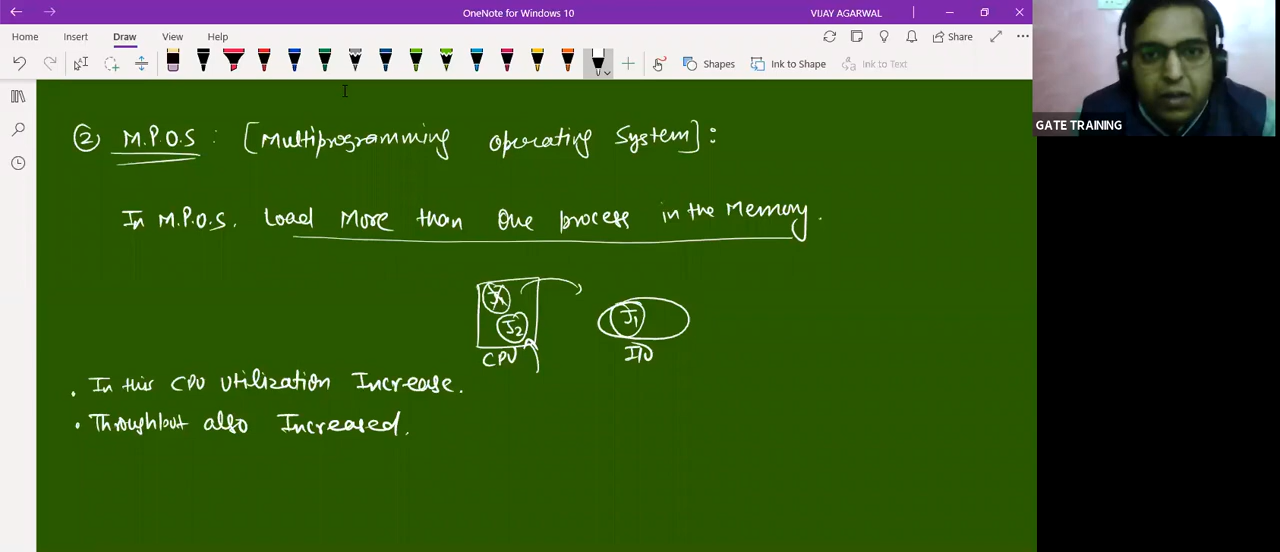 OneNote for Windows 10
VIJAY AGARWAL
Home Insert Draw View Help
Share
Shapes
Ink to Shape
Ink to Text
GATE TRAINING
② M.P.O.S : [Multiprogramming Operating System] :
In M.P.O.S. Load More than One process in the Memory.
J1
J2
J1
CPU
I/O
• In this CPU Utilization Increase.
• Throughput also Increased.